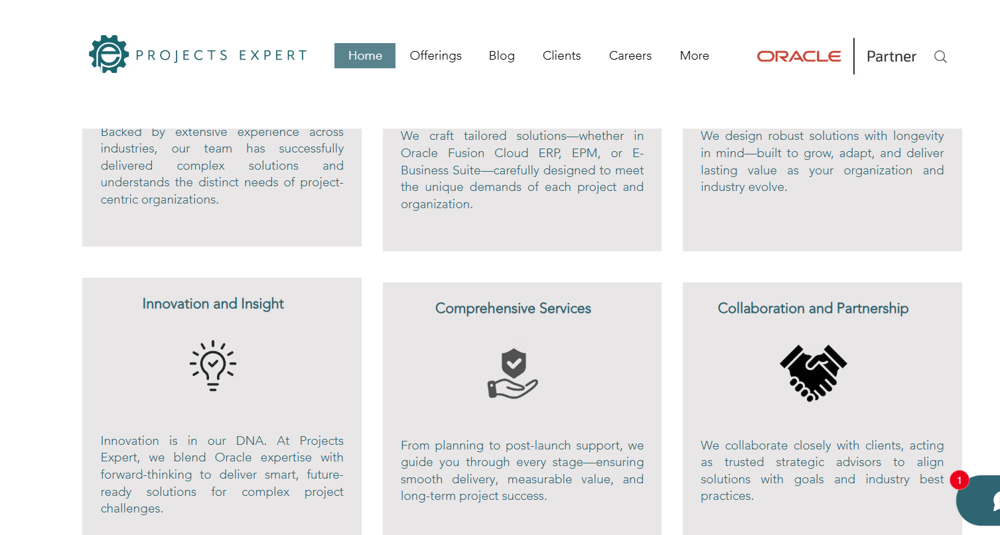 PROJECTS EXPERT
Home
Offerings
Blog
Clients
Careers
More
ORACLE
Partner
Backed by extensive experience across
industries, our team has successfully
delivered complex solutions and
understands the distinct needs of project-
centric organizations.
We craft tailored solutions—whether in
Oracle Fusion Cloud ERP, EPM, or E-
Business Suite—carefully designed to meet
the unique demands of each project and
organization.
We design robust solutions with longevity
in mind—built to grow, adapt, and deliver
lasting value as your organization and
industry evolve.
Innovation and Insight
Innovation is in our DNA. At Projects
Expert, we blend Oracle expertise with
forward-thinking to deliver smart, future-
ready solutions for complex project
challenges.
Comprehensive Services
From planning to post-launch support, we
guide you through every stage—ensuring
smooth delivery, measurable value, and
long-term project success.
Collaboration and Partnership
We collaborate closely with clients, acting
as trusted strategic advisors to align
solutions with goals and industry best
practices.
1